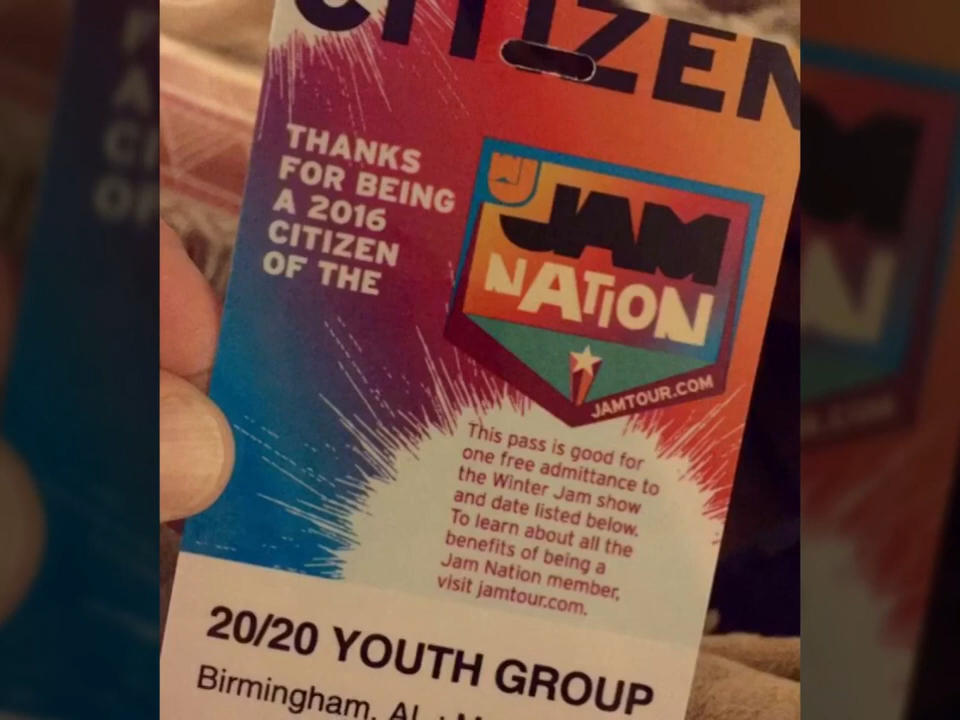 CITIZEN
THANKS
FOR BEING
A 2016
CITIZEN
OF THE
JAM
NATION
JAMTOUR.COM
This pass is good for
one free admittance to
the Winter Jam show
and date listed below.
To learn about all the
benefits of being a
Jam Nation member,
visit jamtour.com.
20/20 YOUTH GROUP
Birmingham, AL